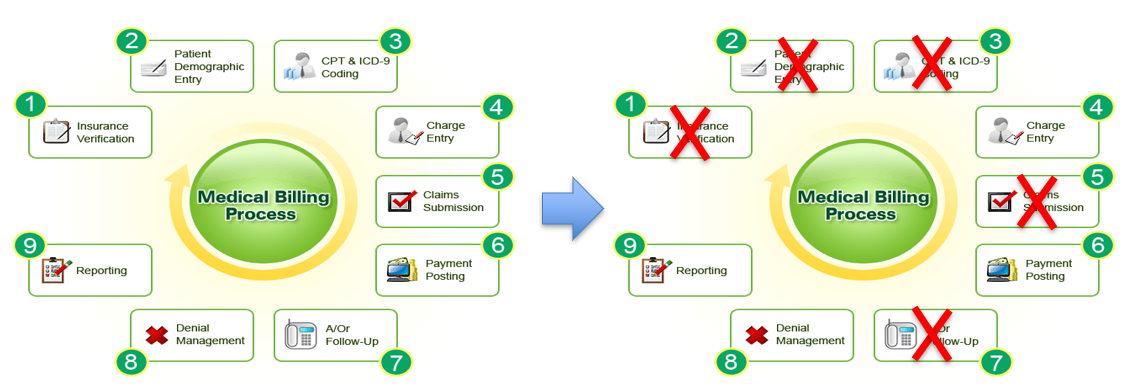 1
Insurance
Verification
2
Patient
Demographic
Entry
3
CPT & ICD-9
Coding
4
Charge
Entry
5
Claims
Submission
6
Payment
Posting
7
A/Or
Follow-Up
8
Denial
Management
9
Reporting
Medical Billing
Process
1
Insurance
Verification
2
Patient
Demographic
Entry
3
CPT & ICD-9
Coding
4
Charge
Entry
5
Claims
Submission
6
Payment
Posting
7
Follow-Up
8
Denial
Management
9
Reporting
Medical Billing
Process